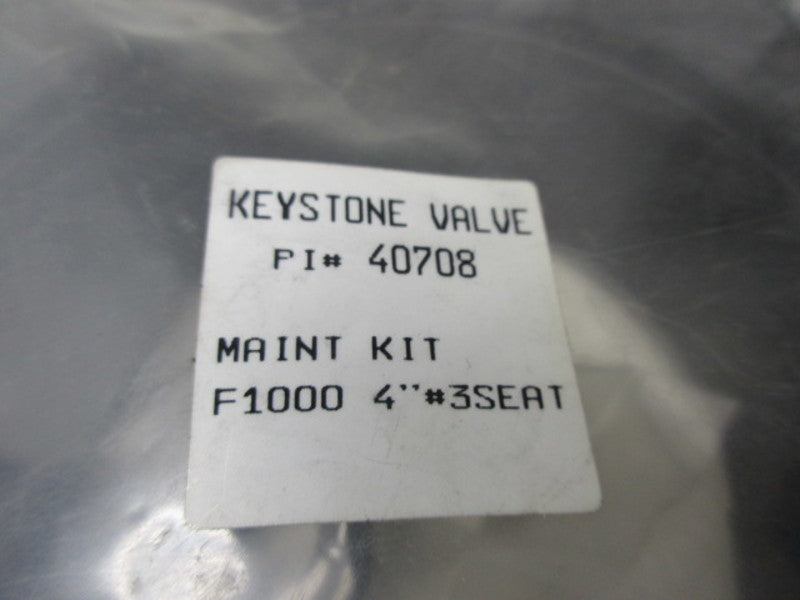 KEYSTONE VALVE
PI# 40708
MAINT KIT
F1000 4"#3SEAT